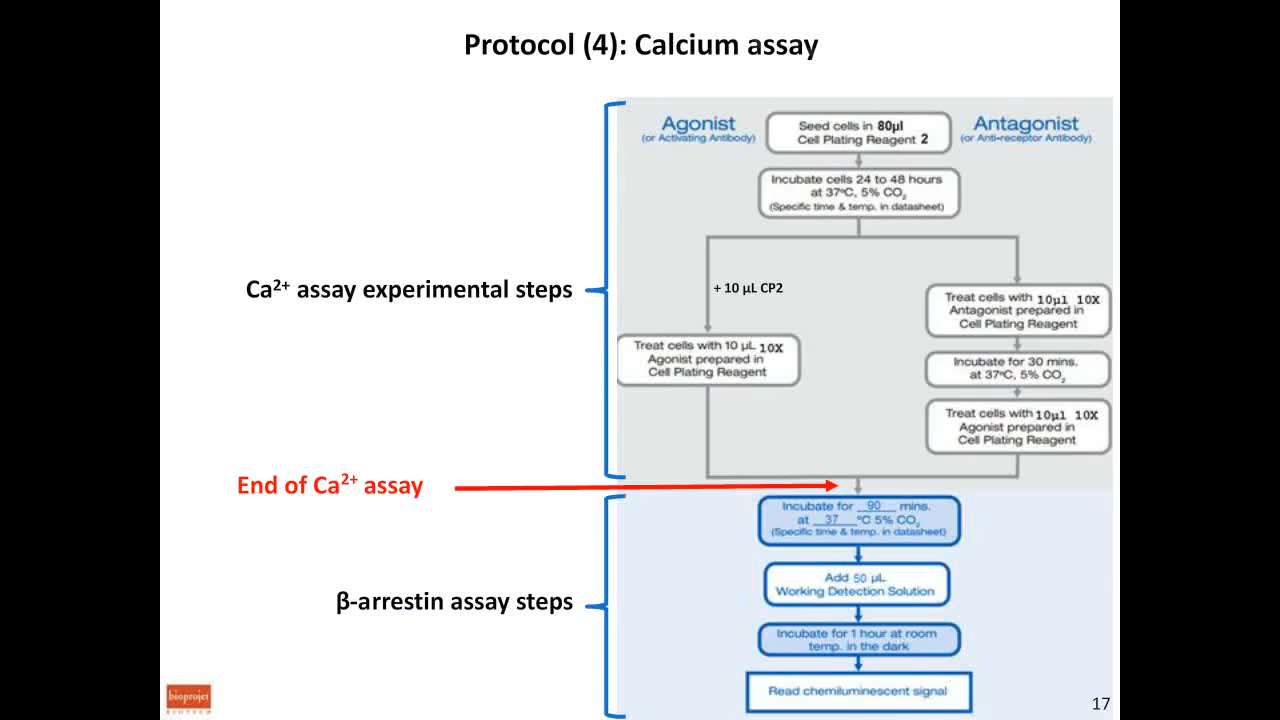 Protocol (4): Calcium assay
Agonist
(or Activating Antibody)
Seed cells in 80µl
Cell Plating Reagent 2
Antagonist
(or Anti-receptor Antibody)
Incubate cells 24 to 48 hours
at 37ºC, 5% CO₂
(Specific time & temp. in datasheet)
Ca²⁺ assay experimental steps
+ 10 µL CP2
Treat cells with 10µl 10X
Antagonist prepared in
Cell Plating Reagent
Treat cells with 10 µL 10X
Agonist prepared in
Cell Plating Reagent
Incubate for 30 mins.
at 37ºC, 5% CO₂
Treat cells with 10µl 10X
Agonist prepared in
Cell Plating Reagent
End of Ca²⁺ assay
Incubate for 90 mins.
at 37 ºC 5% CO₂
(Specific time & temp. in datasheet)
Add 50 µL
Working Detection Solution
β-arrestin assay steps
Incubate for 1 hour at room
temp. in the dark
Read chemiluminescent signal
bioprojet
BIOTECH
17